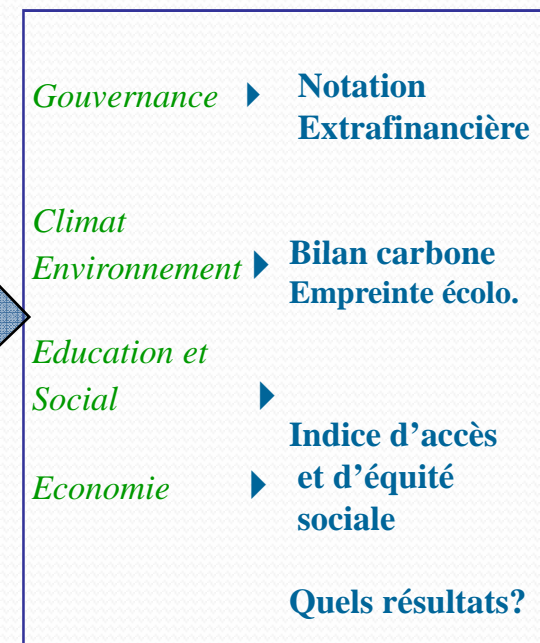 Gouvernance
Notation
Extrafinancière
Climat
Environnement
Bilan carbone
Empreinte écolo.
Education et
Social
Economie
Indice d’accès
et d’équité
sociale
Quels résultats?